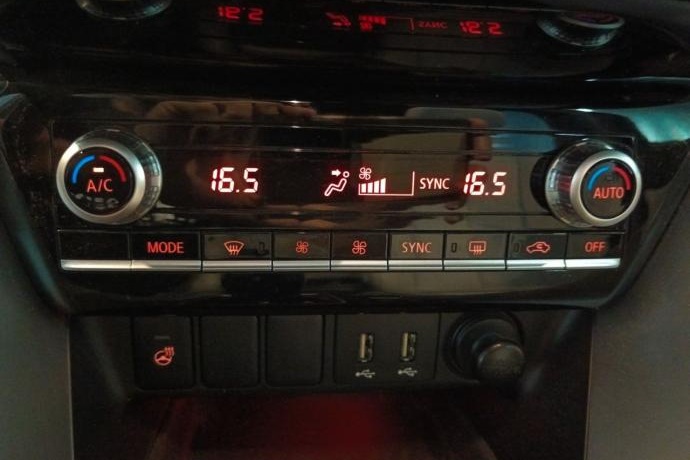 16.5 SYNC 16.5
A/C AUTO
MODE SYNC OFF